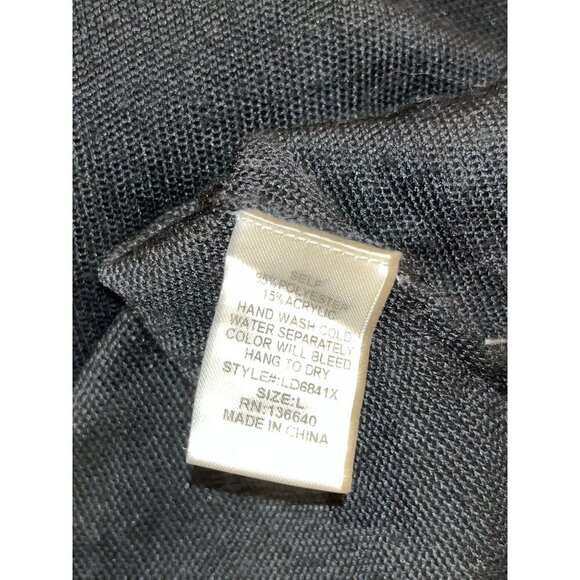 SELF
POLYESTER
15% ACRYLIC
HAND WASH COLD
WATER SEPARATELY
COLOR WILL BLEED
HANG TO DRY
STYLE#:LD6841X
SIZE:L
RN:136640
MADE IN CHINA